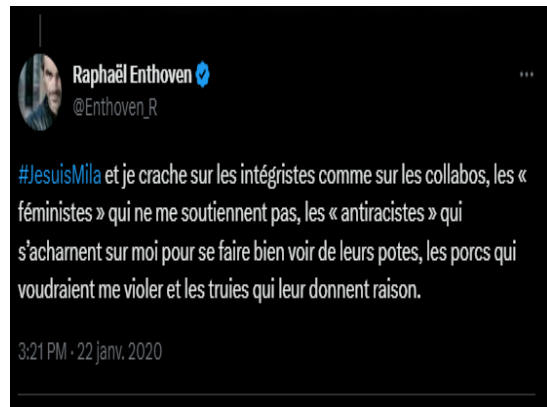 Raphaël Enthoven
@Enthoven_R
#JesuisMila et je crache sur les intégristes comme sur les collabos, les «
féministes » qui ne me soutiennent pas, les « antiracistes » qui
s'acharnent sur moi pour se faire bien voir de leurs potes, les porcs qui
voudraient me violer et les truies qui leur donnent raison.
3:21 PM · 22 janv. 2020